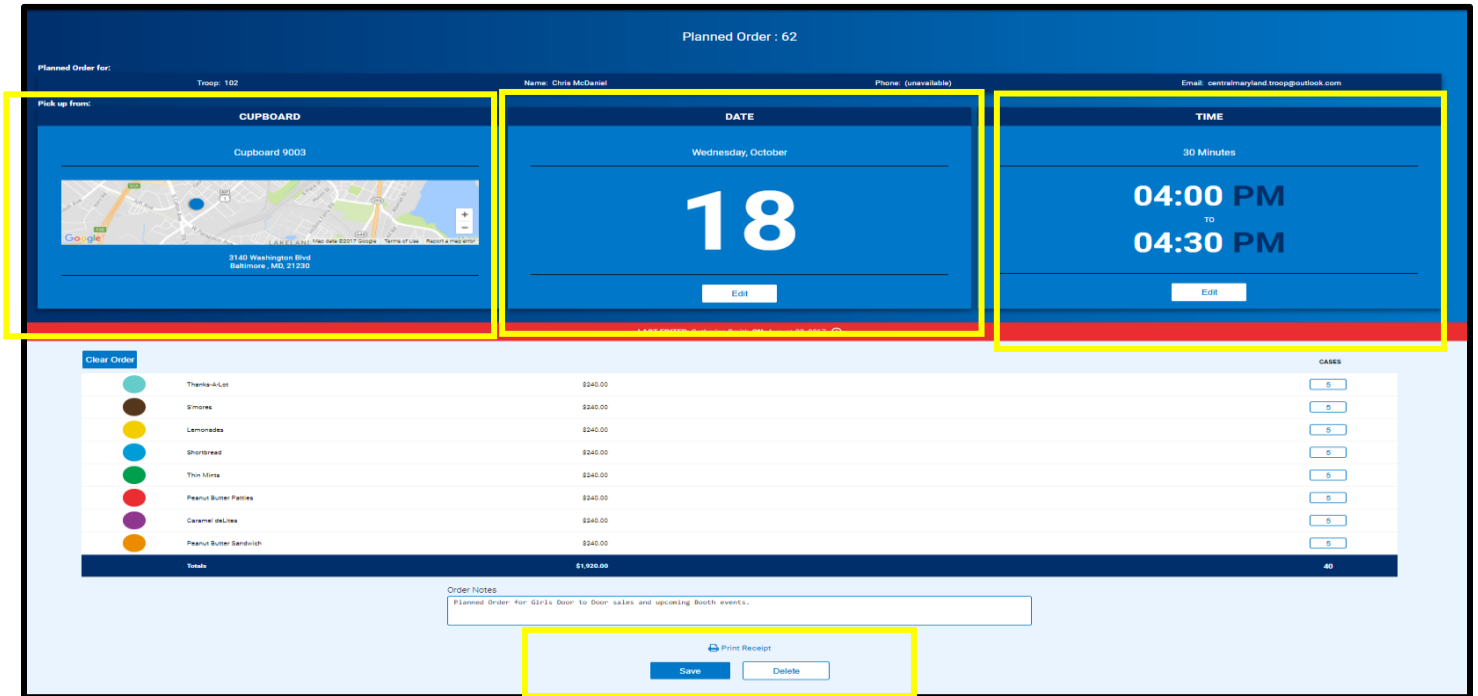 Planned Order : 62
Planned Order for:
Troop: 102 Name: Chris McDaniel Phone: (unavailable) Email: centralmaryland.troop@outlook.com
Pick up from:
CUPBOARD
Cupboard 9003
Google
LAKELAND Map data ©2017 Google Terms of Use Report a map error
+
−
3140 Washington Blvd
Baltimore , MD, 21230
DATE
Wednesday, October
18
Edit
TIME
30 Minutes
04:00 PM
TO
04:30 PM
Edit
LAST EDITED: ON: August 2017
Clear Order CASES
Thanks-A-Lot $240.00 5
S'mores $240.00 5
Lemonades $240.00 5
Shortbread $240.00 5
Thin Mints $240.00 5
Peanut Butter Patties $240.00 5
Caramel deLites $240.00 5
Peanut Butter Sandwich $240.00 5
Totals $1,920.00 40
Order Notes
Planned Order for Girls Door to Door sales and upcoming Booth events.
Print Receipt
Save Delete